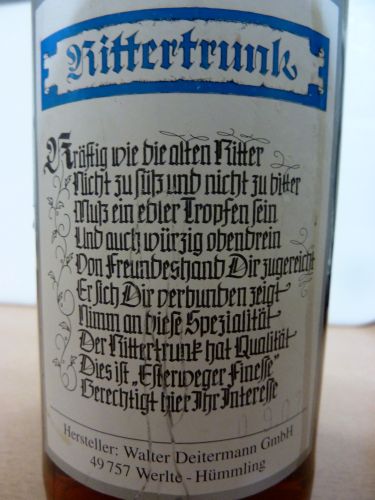 Rittertrunk
Kräftig wie die alten Ritter
Nicht zu süß und nicht zu bitter
Muß ein edler Tropfen sein
Und auch würzig obendrein
Von Freundeshand Dir zugereicht
Er sich Dir verbunden zeigt
Nimm an diese Spezialität
Der Rittertrunk hat Qualität
Dies ist „Esterweger Finesse"
Berechtigt hier Ihr Interesse
Hersteller: Walter Deitermann GmbH
49 757 Werlte - Hümmling